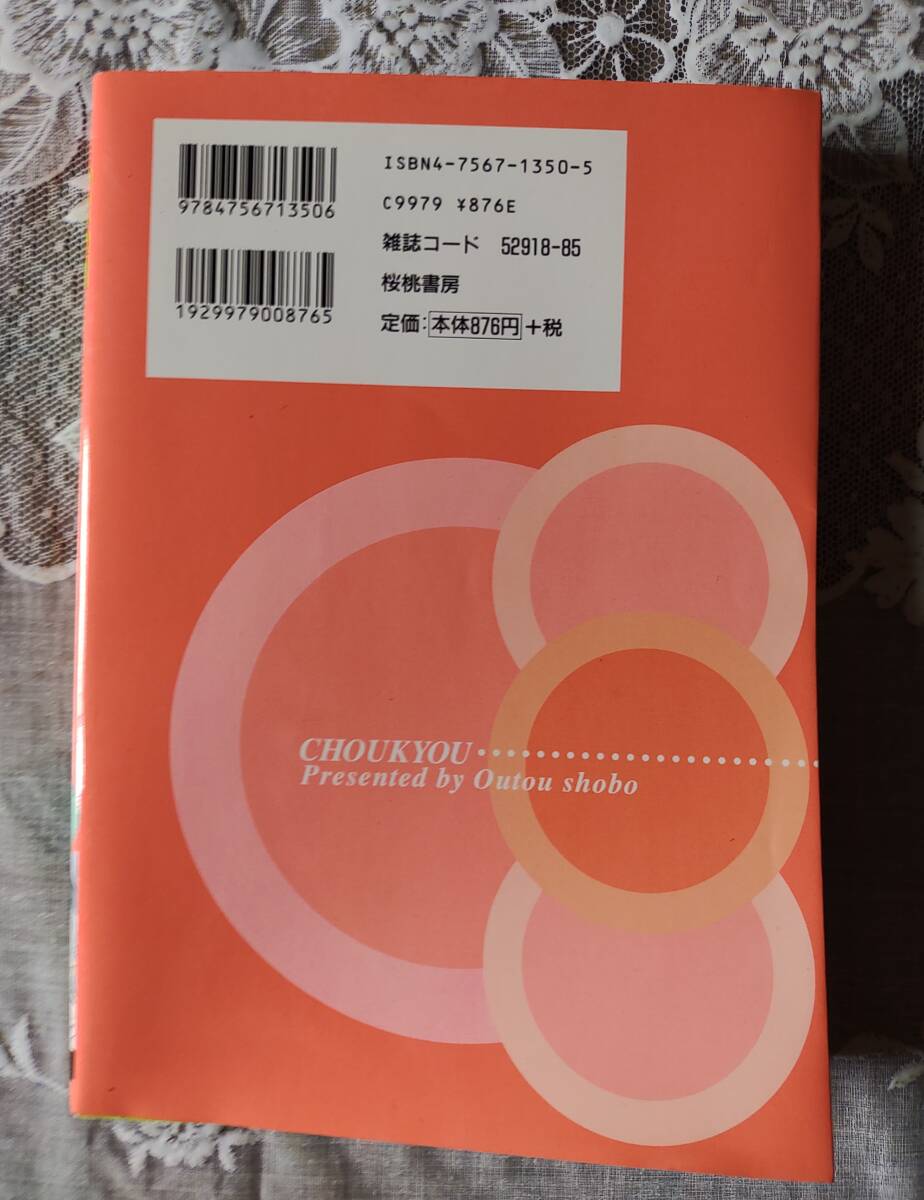 ISBN4-7567-1350-5
9784756713506
C9979 ¥876E
雑誌コード 52918-85
1929979008765
桜桃書房
定価:本体876円+税
CHOUKYOU
Presented by Outou shobo